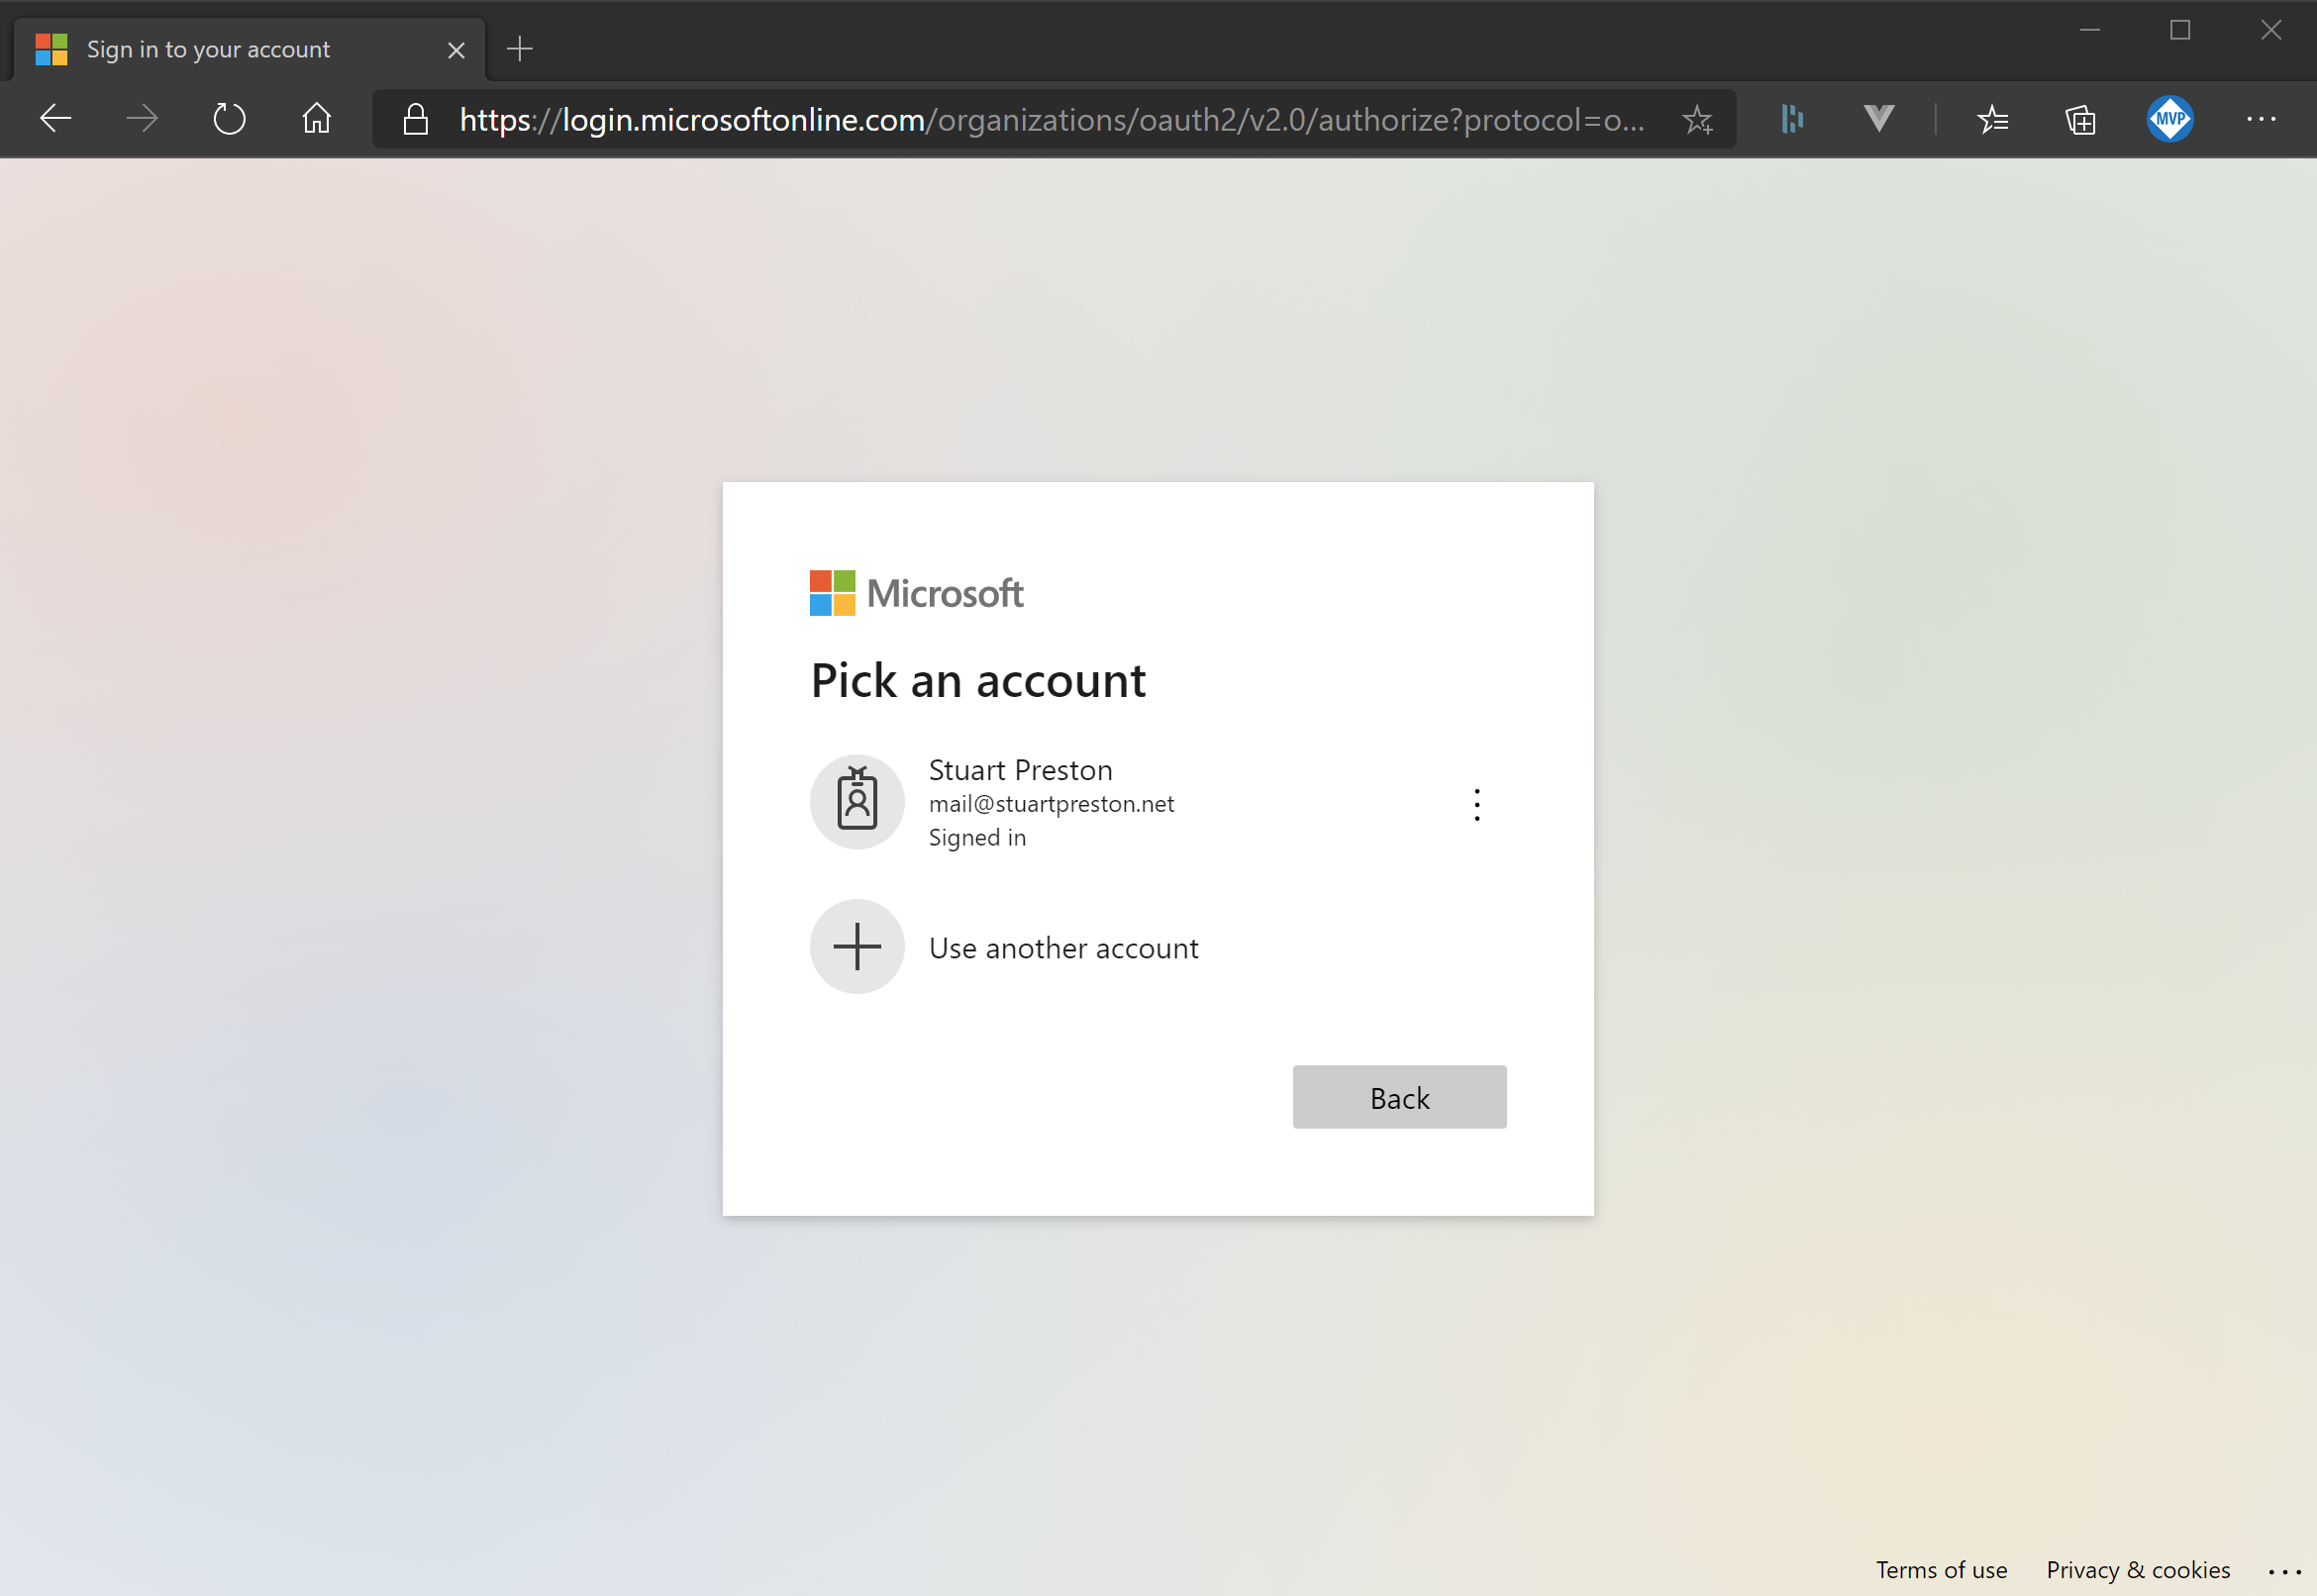 Sign in to your account
https://login.microsoftonline.com/organizations/oauth2/v2.0/authorize?protocol=o...
MVP
Microsoft
Pick an account
Stuart Preston
mail@stuartpreston.net
Signed in
Use another account
Back
Terms of use
Privacy & cookies